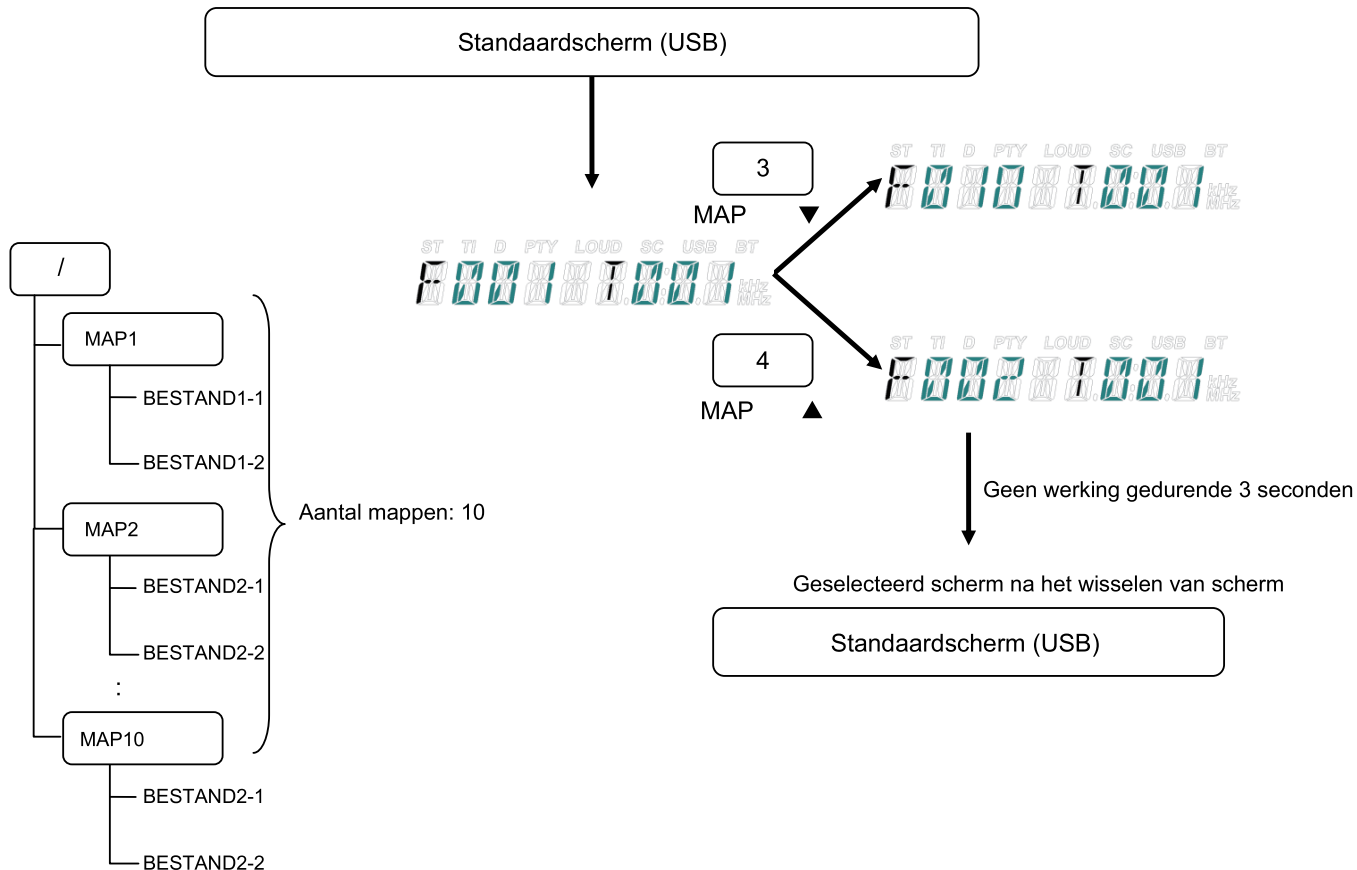 Standaardscherm (USB)
3
MAP ▼
ST TI D PTY LOUD SC USB BT
F010 T001 kHz MHz
ST TI D PTY LOUD SC USB BT
F001 T001 kHz MHz
4
MAP ▲
ST TI D PTY LOUD SC USB BT
F002 T001 kHz MHz
/
MAP1
BESTAND1-1
BESTAND1-2
MAP2
BESTAND2-1
BESTAND2-2
:
MAP10
BESTAND2-1
BESTAND2-2
Aantal mappen: 10
Geen werking gedurende 3 seconden
Geselecteerd scherm na het wisselen van scherm
Standaardscherm (USB)